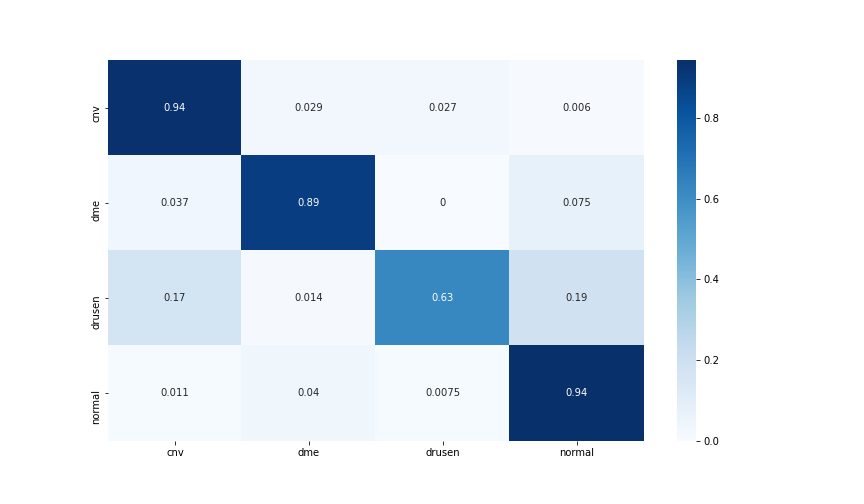 cnv 0.94 0.029 0.027 0.006
dme 0.037 0.89 0 0.075
drusen 0.17 0.014 0.63 0.19
normal 0.011 0.04 0.0075 0.94
cnv dme drusen normal
0.8
0.6
0.4
0.2
0.0